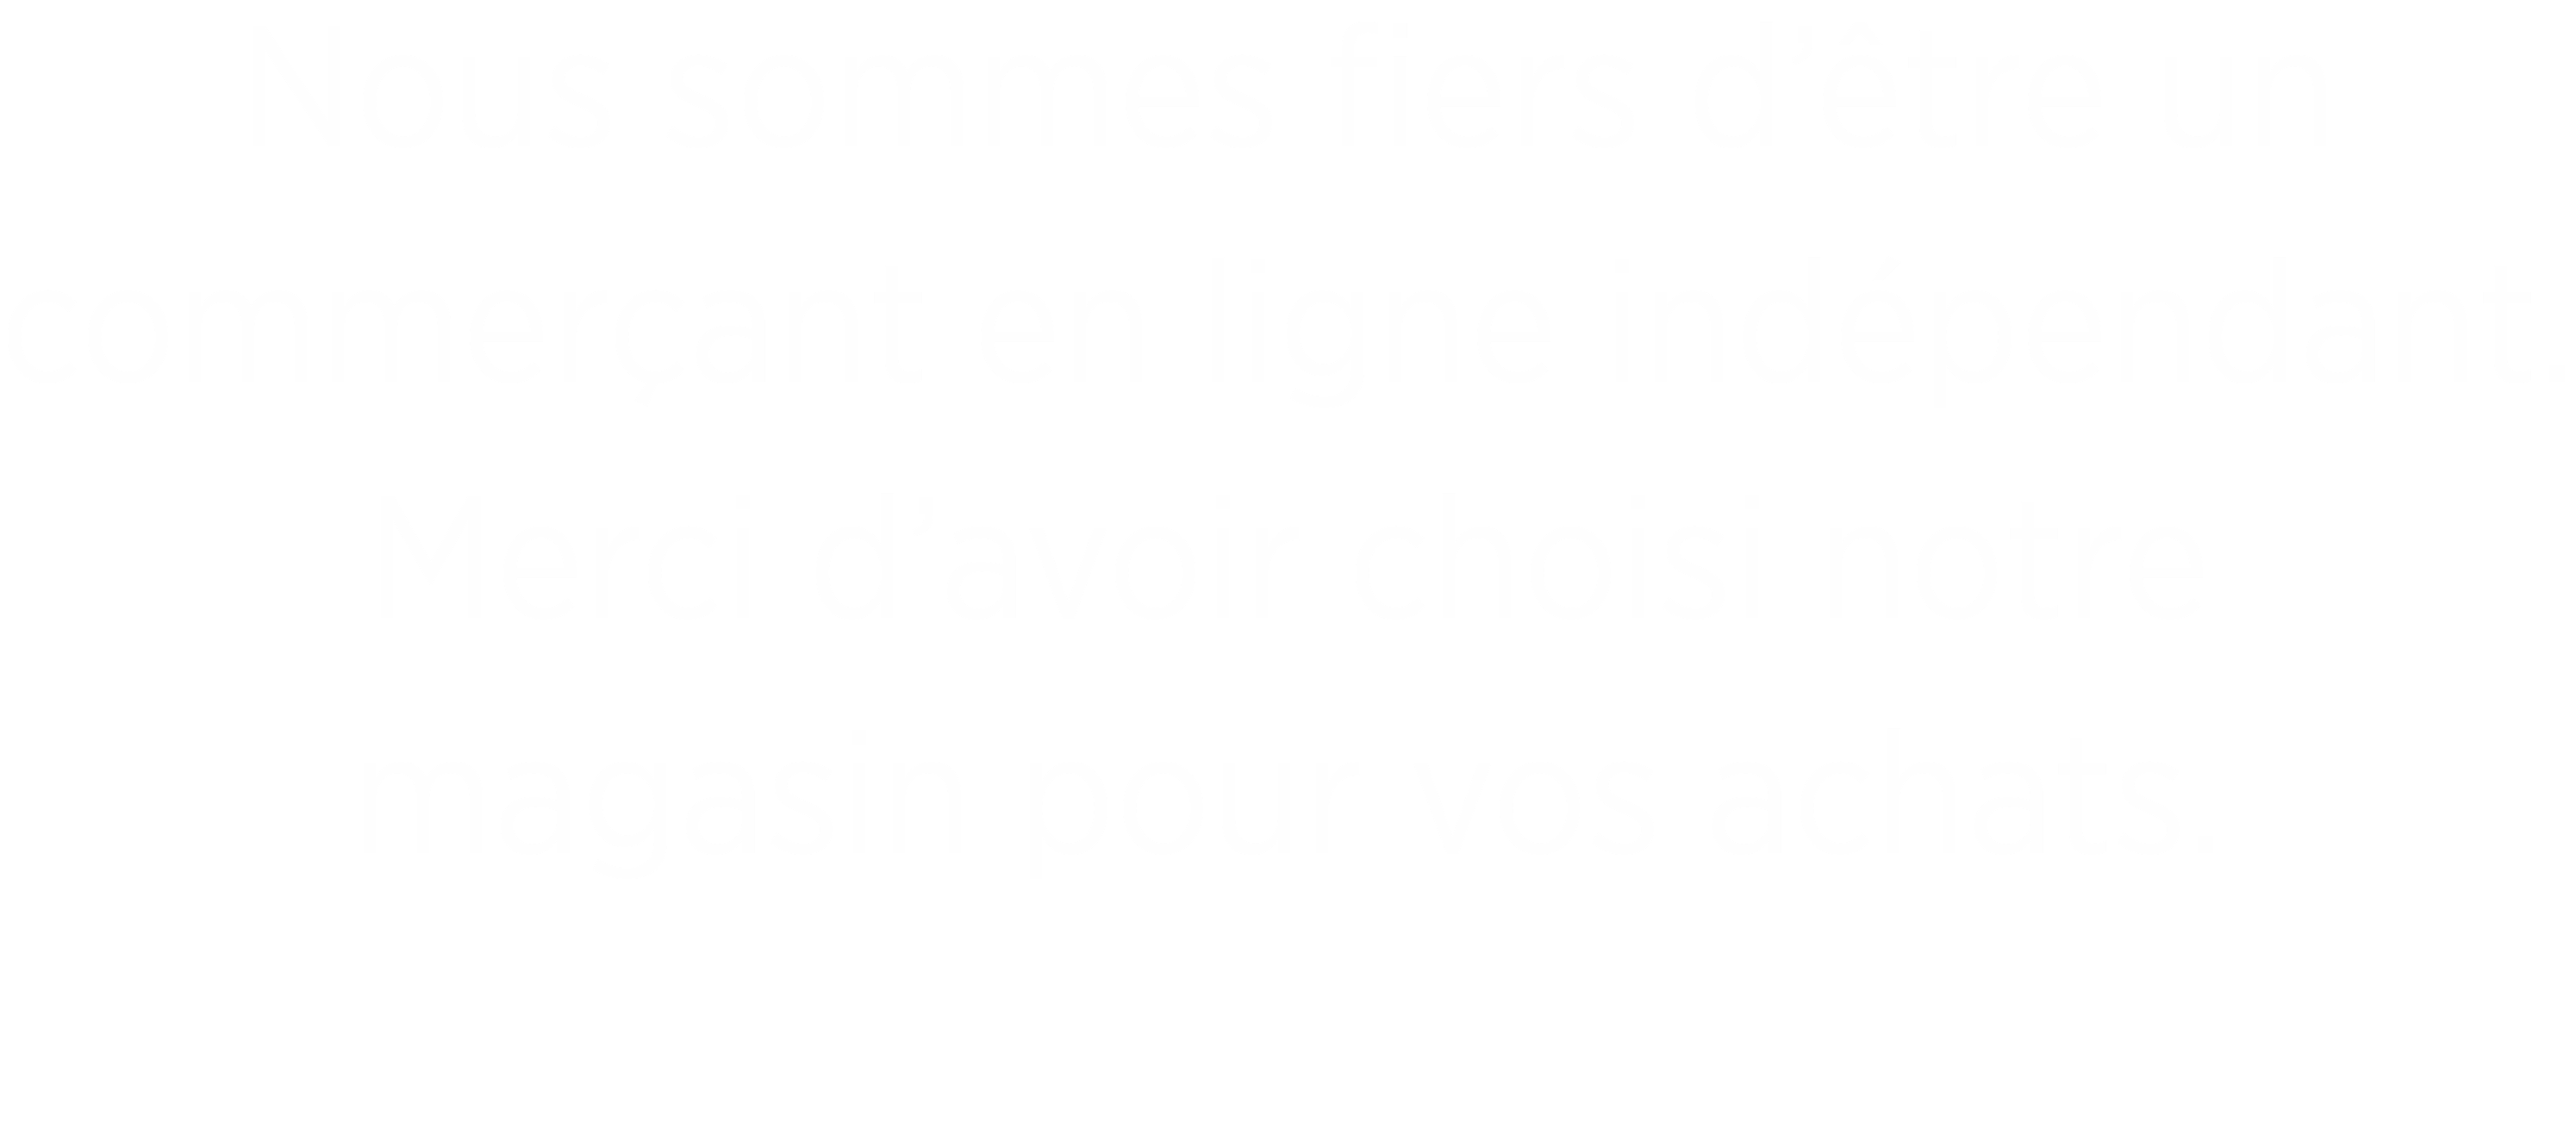 Nous sommes fiers d'être un
commerçant en ligne indépendant.
Merci d’avoir choisi notre
magasin pour vos achats.